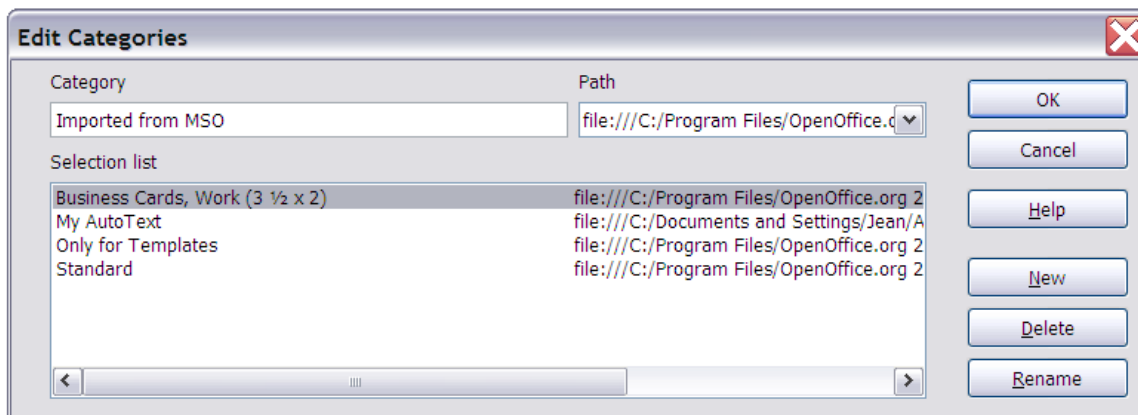 Edit Categories
Category
Path
Imported from MSO
file:///C:/Program Files/OpenOffice.
Selection list
Business Cards, Work (3 ½ x 2) file:///C:/Program Files/OpenOffice.org 2
My AutoText file:///C:/Documents and Settings/Jean/A
Only for Templates file:///C:/Program Files/OpenOffice.org 2
Standard file:///C:/Program Files/OpenOffice.org 2
OK
Cancel
Help
New
Delete
Rename